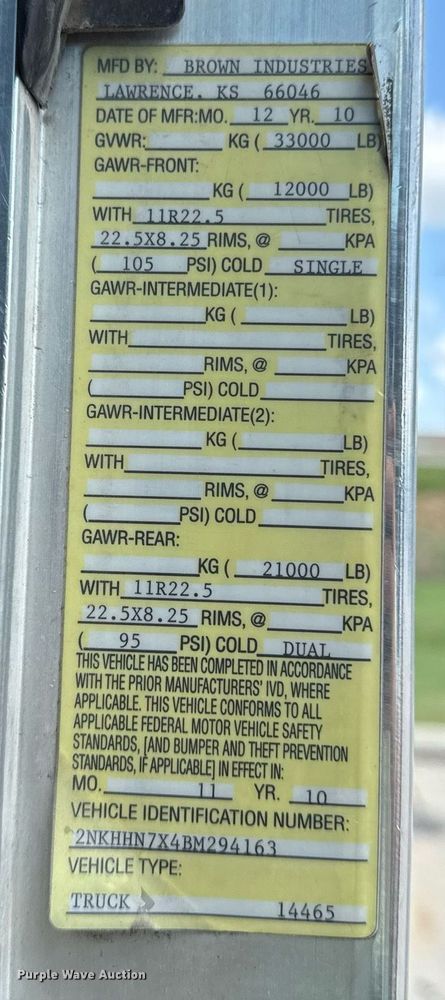 MFD BY: BROWN INDUSTRIES
LAWRENCE, KS 66046
DATE OF MFR:MO. 12 YR. 10
GVWR: KG ( 33000 LB)
GAWR-FRONT:
KG ( 12000 LB)
WITH 11R22.5 TIRES,
22.5X8.25 RIMS, @ KPA
( 105 PSI) COLD SINGLE
GAWR-INTERMEDIATE(1):
KG ( LB)
WITH TIRES,
RIMS, @ KPA
( PSI) COLD
GAWR-INTERMEDIATE(2):
KG ( LB)
WITH TIRES,
RIMS, @ KPA
( PSI) COLD
GAWR-REAR:
KG ( 21000 LB)
WITH 11R22.5 TIRES,
22.5X8.25 RIMS, @ KPA
( 95 PSI) COLD DUAL
THIS VEHICLE HAS BEEN COMPLETED IN ACCORDANCE
WITH THE PRIOR MANUFACTURERS' IVD, WHERE
APPLICABLE. THIS VEHICLE CONFORMS TO ALL
APPLICABLE FEDERAL MOTOR VEHICLE SAFETY
STANDARDS, [AND BUMPER AND THEFT PREVENTION
STANDARDS, IF APPLICABLE] IN EFFECT IN:
MO. 11 YR. 10
VEHICLE IDENTIFICATION NUMBER:
2NKHHN7X4BM294163
VEHICLE TYPE:
TRUCK 14465
Purple Wave Auction